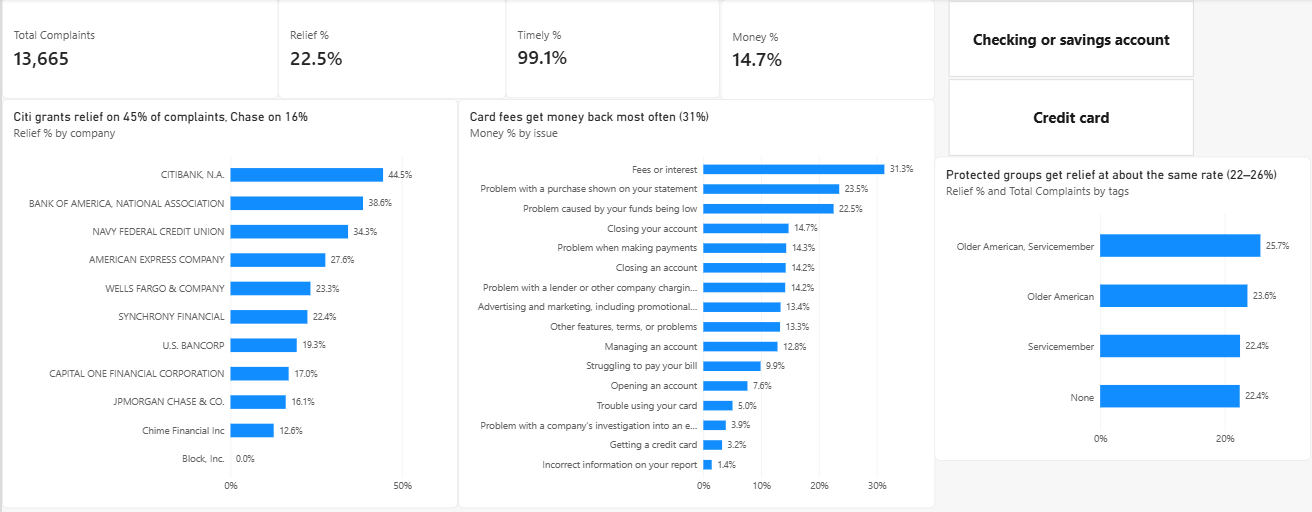 Total Complaints
13,665
Relief %
22.5%
Timely %
99.1%
Money %
14.7%
Checking or savings account
Credit card
Citi grants relief on 45% of complaints, Chase on 16%
Relief % by company
CITIBANK, N.A. 44.5%
BANK OF AMERICA, NATIONAL ASSOCIATION 38.6%
NAVY FEDERAL CREDIT UNION 34.3%
AMERICAN EXPRESS COMPANY 27.6%
WELLS FARGO & COMPANY 23.3%
SYNCHRONY FINANCIAL 22.4%
U.S. BANCORP 19.3%
CAPITAL ONE FINANCIAL CORPORATION 17.0%
JPMORGAN CHASE & CO. 16.1%
Chime Financial Inc 12.6%
Block, Inc. 0.0%
0% 50%
Card fees get money back most often (31%)
Money % by issue
Fees or interest 31.3%
Problem with a purchase shown on your statement 23.5%
Problem caused by your funds being low 22.5%
Closing your account 14.7%
Problem when making payments 14.3%
Closing an account 14.2%
Problem with a lender or other company chargin... 14.2%
Advertising and marketing, including promotional... 13.4%
Other features, terms, or problems 13.3%
Managing an account 12.8%
Struggling to pay your bill 9.9%
Opening an account 7.6%
Trouble using your card 5.0%
Problem with a company's investigation into an e... 3.9%
Getting a credit card 3.2%
Incorrect information on your report 1.4%
0% 10% 20% 30%
Protected groups get relief at about the same rate (22–26%)
Relief % and Total Complaints by tags
Older American, Servicemember 25.7%
Older American 23.6%
Servicemember 22.4%
None 22.4%
0% 20%